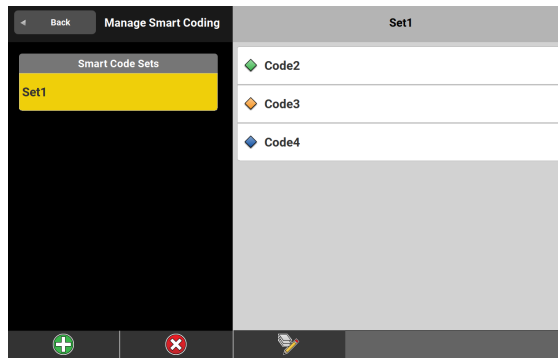 Back
Manage Smart Coding
Set1
Smart Code Sets
Set1
Code2
Code3
Code4